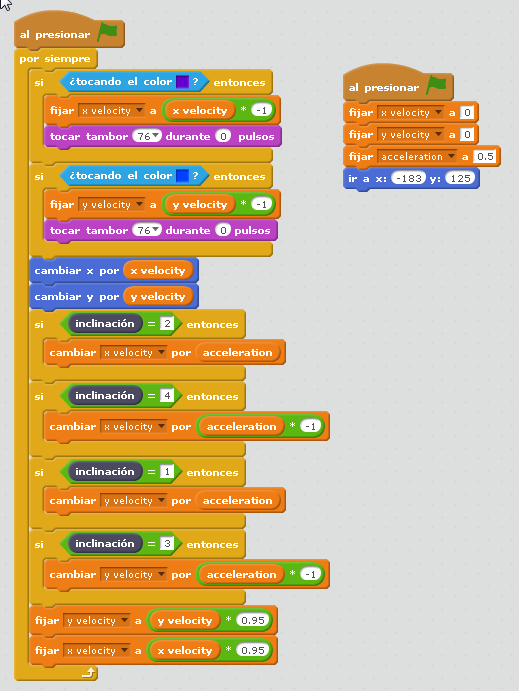 al presionar
por siempre
si ¿tocando el color ? entonces
fijar x velocity a x velocity * -1
tocar tambor 76 durante 0 pulsos
si ¿tocando el color ? entonces
fijar y velocity a y velocity * -1
tocar tambor 76 durante 0 pulsos
cambiar x por x velocity
cambiar y por y velocity
si inclinación = 2 entonces
cambiar x velocity por acceleration
si inclinación = 4 entonces
cambiar x velocity por acceleration * -1
si inclinación = 1 entonces
cambiar y velocity por acceleration
si inclinación = 3 entonces
cambiar y velocity por acceleration * -1
fijar y velocity a y velocity * 0.95
fijar x velocity a x velocity * 0.95
al presionar
fijar x velocity a 0
fijar y velocity a 0
fijar acceleration a 0.5
ir a x: -183 y: 125